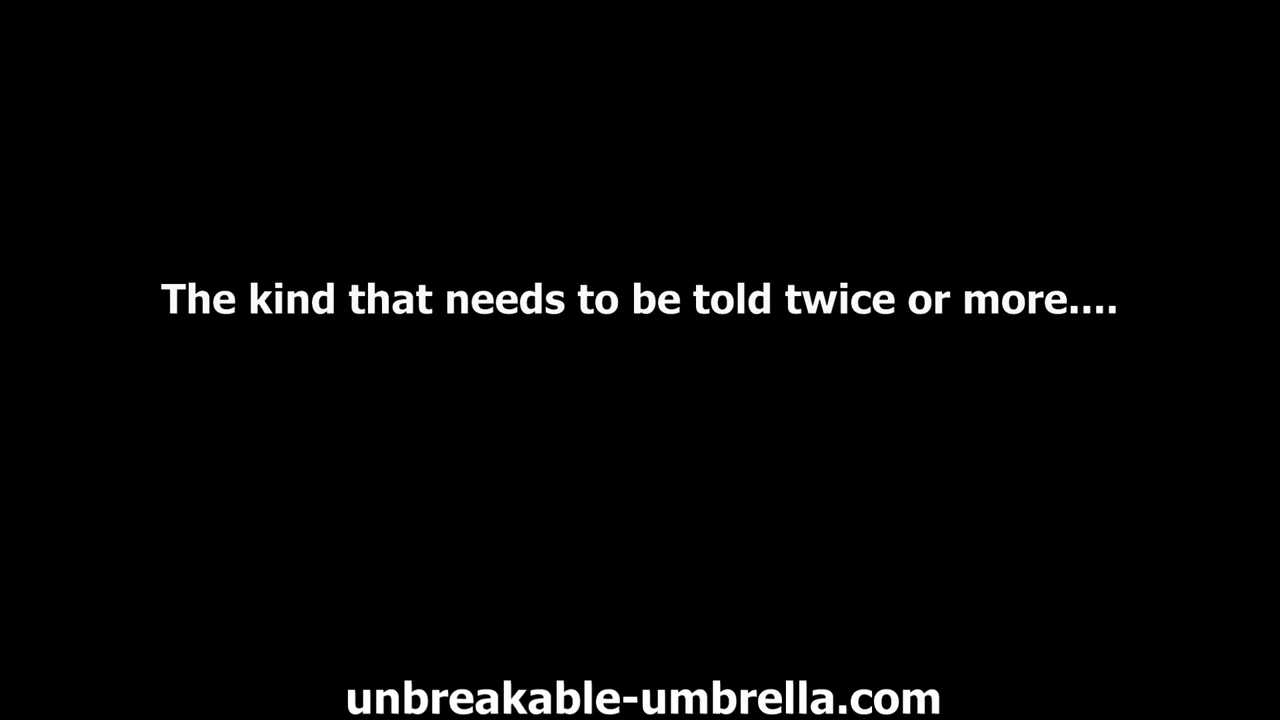 The kind that needs to be told twice or more....
unbreakable-umbrella.com